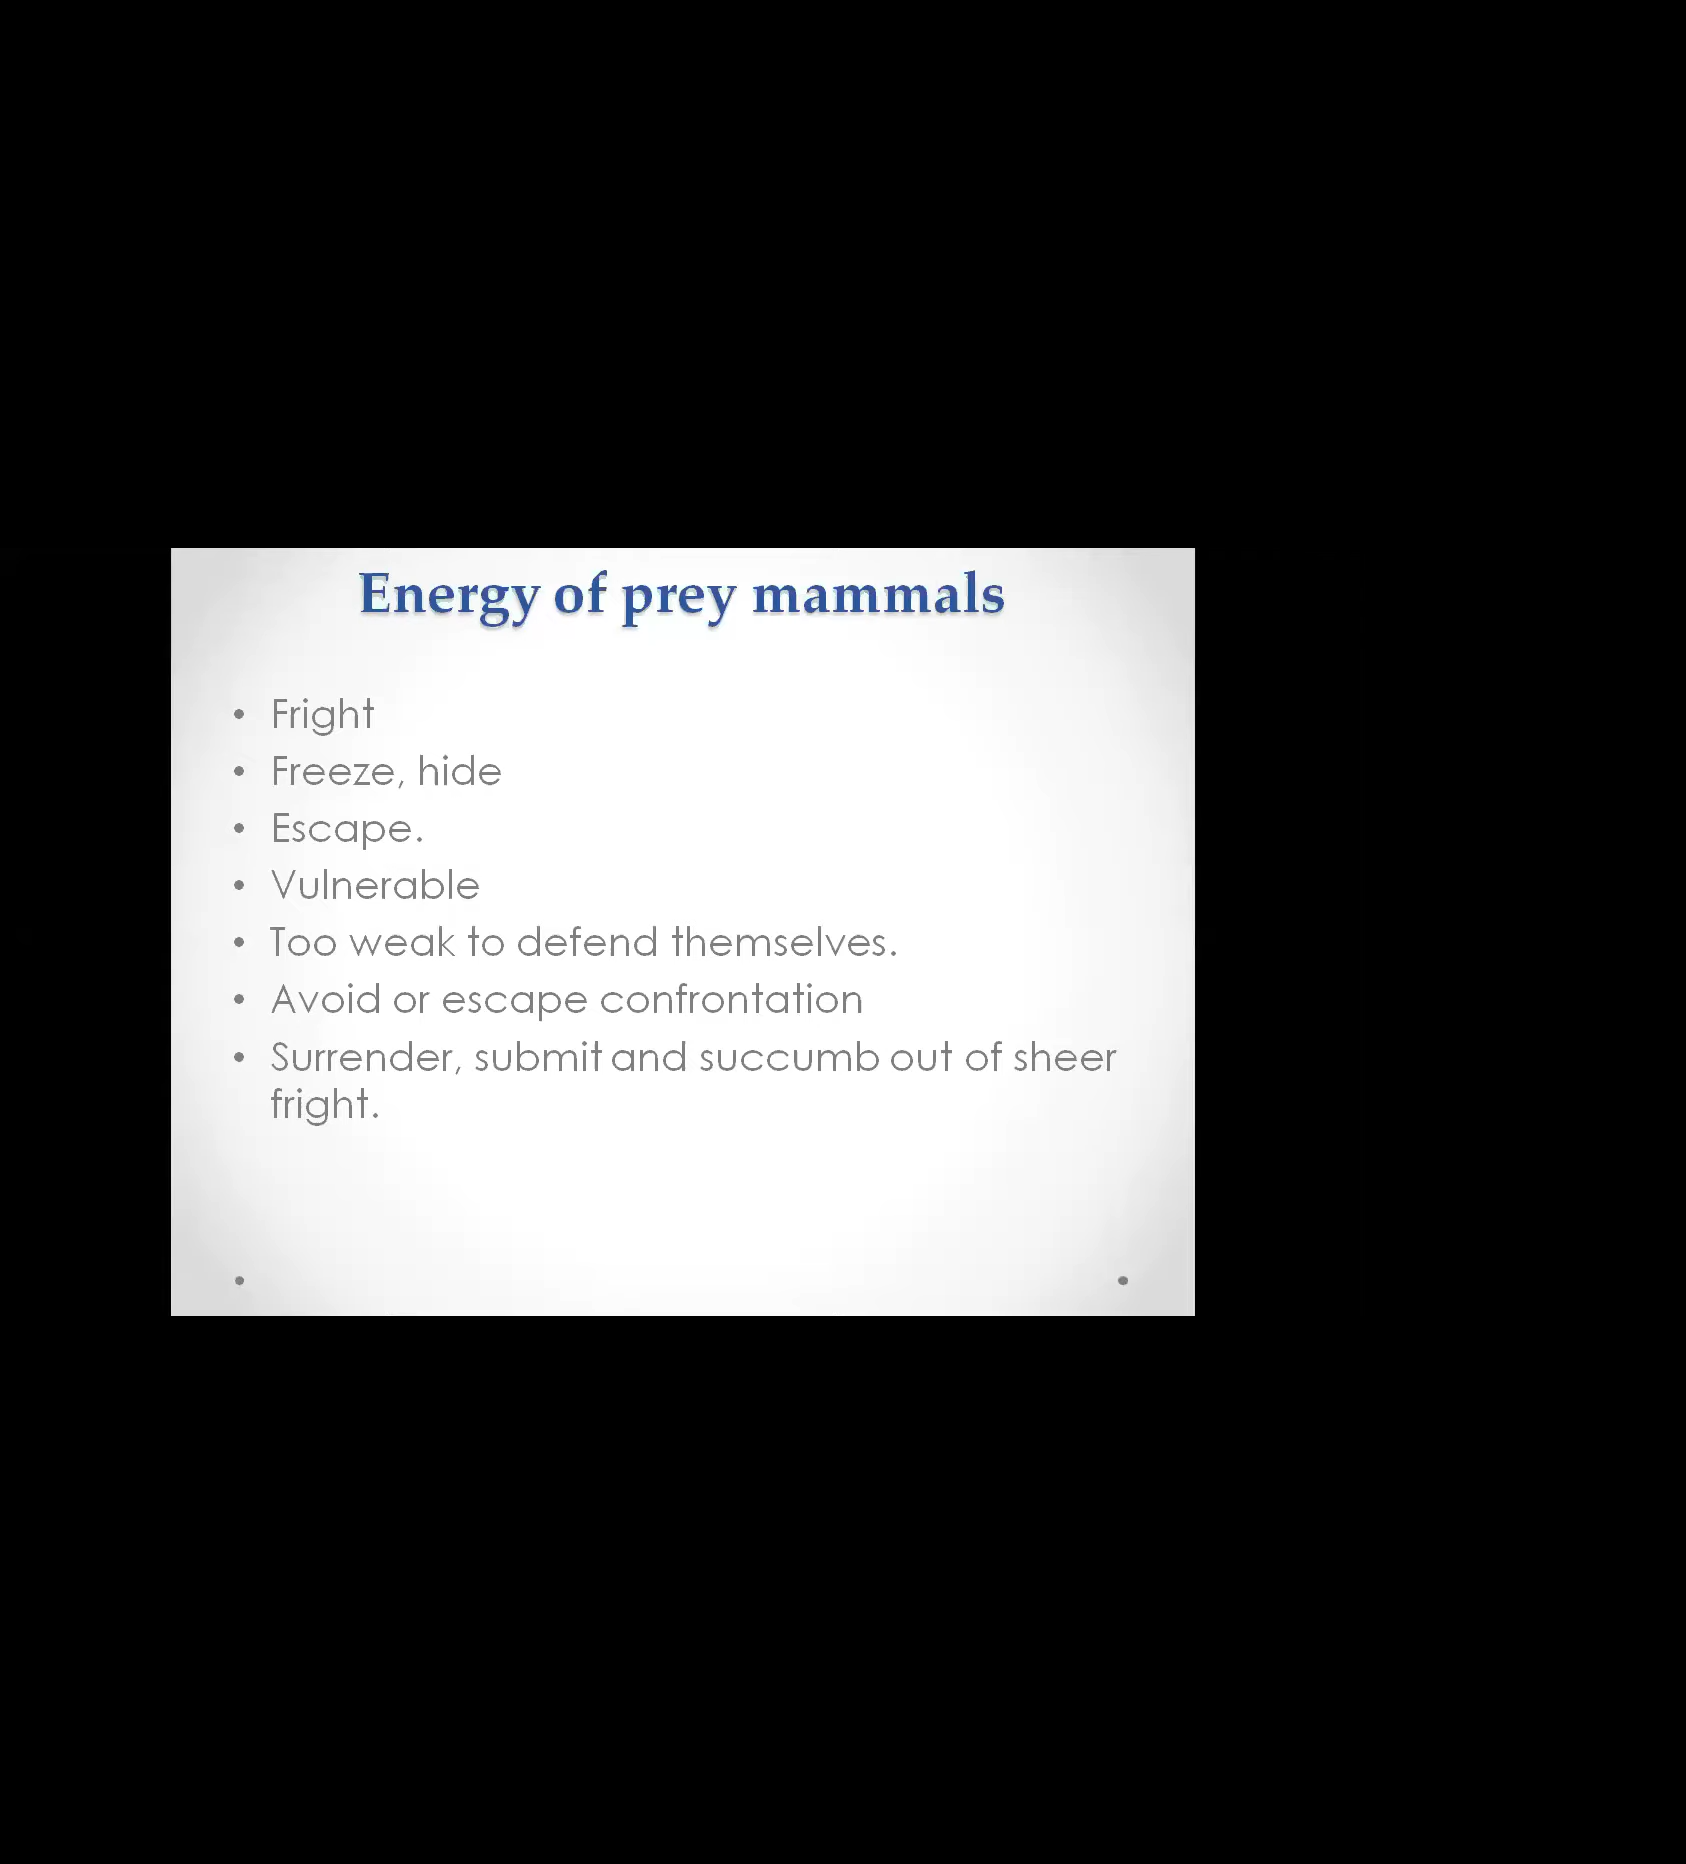 Energy of prey mammals
• Fright
• Freeze, hide
• Escape.
• Vulnerable
• Too weak to defend themselves.
• Avoid or escape confrontation
• Surrender, submit and succumb out of sheer
fright.